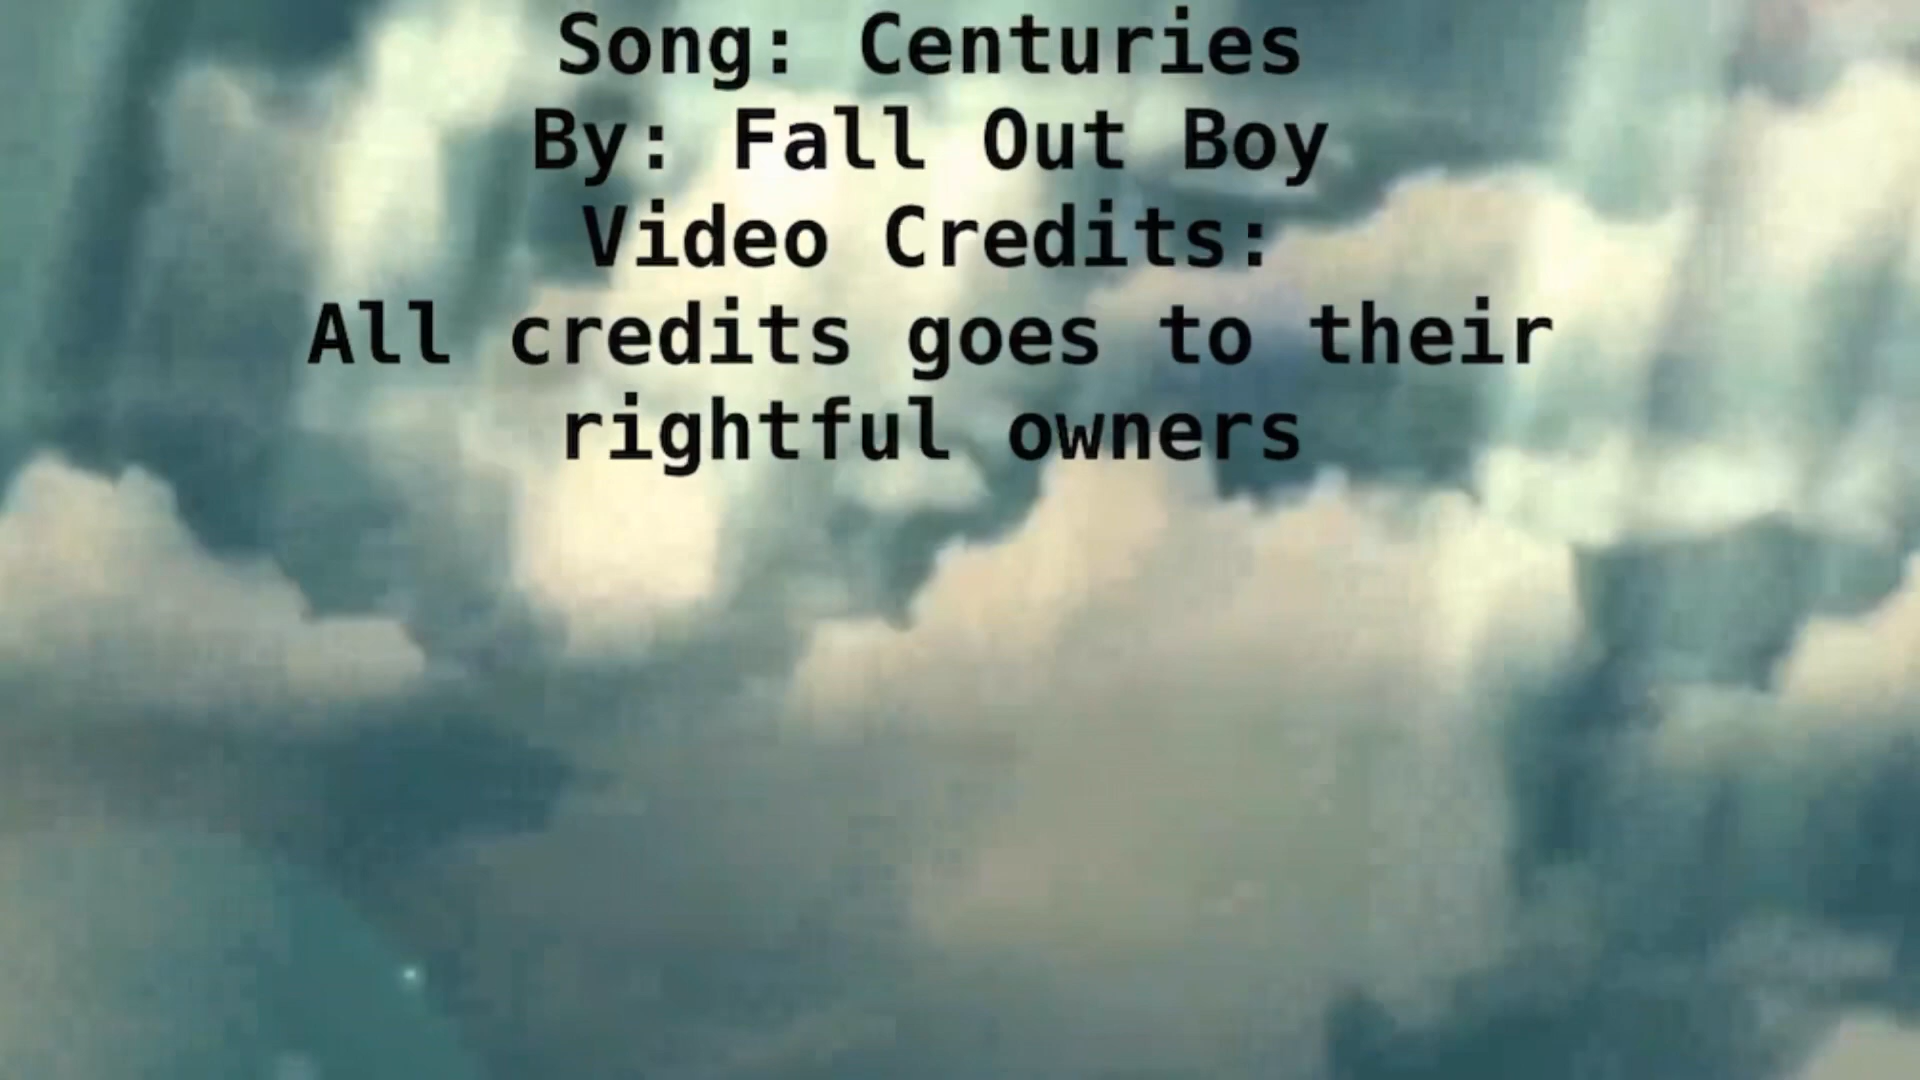 Song: Centuries
By: Fall Out Boy
Video Credits:
All credits goes to their
rightful owners